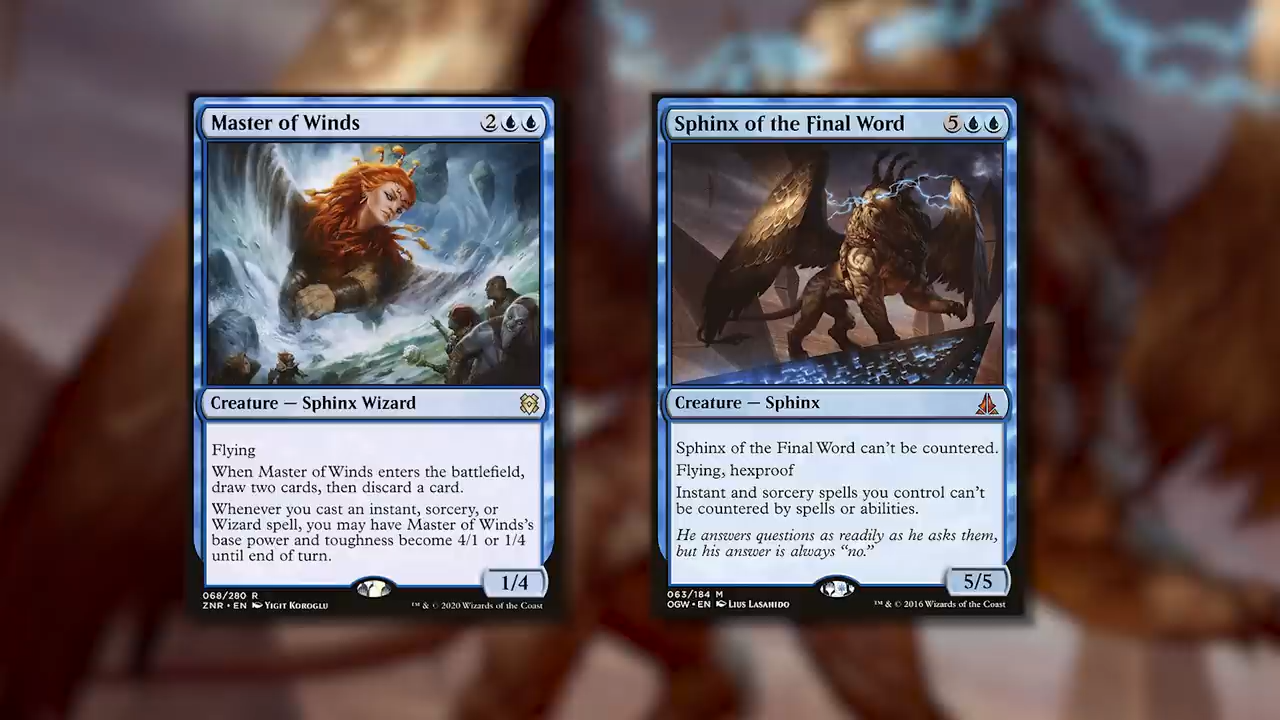 Master of Winds
2
Creature — Sphinx Wizard
Flying
When Master of Winds enters the battlefield,
draw two cards, then discard a card.
Whenever you cast an instant, sorcery, or
Wizard spell, you may have Master of Winds's
base power and toughness become 4/1 or 1/4
until end of turn.
1/4
068/280 R
ZNR • EN Yigit Koroglu
™ & © 2020 Wizards of the Coast
Sphinx of the Final Word
5
Creature — Sphinx
Sphinx of the Final Word can't be countered.
Flying, hexproof
Instant and sorcery spells you control can't
be countered by spells or abilities.
He answers questions as readily as he asks them,
but his answer is always “no.”
5/5
063/184 M
OGW • EN Lius Lasahido
™ & © 2016 Wizards of the Coast